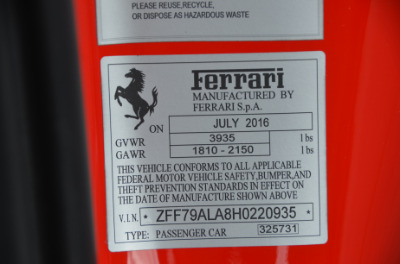 PLEASE REUSE,RECYCLE,
OR DISPOSE AS HAZARDOUS WASTE
Ferrari
MANUFACTURED BY
FERRARI S.p.A.
ON JULY 2016
GVWR 3935 lbs
GAWR 1810 - 2150 lbs
THIS VEHICLE CONFORMS TO ALL APPLICABLE
FEDERAL MOTOR VEHICLE SAFETY,BUMPER,AND
THEFT PREVENTION STANDARDS IN EFFECT ON
THE DATE OF MANUFACTURE SHOWN ABOVE
V.I.N. * ZFF79ALA8H0220935 *
TYPE: PASSENGER CAR 325731